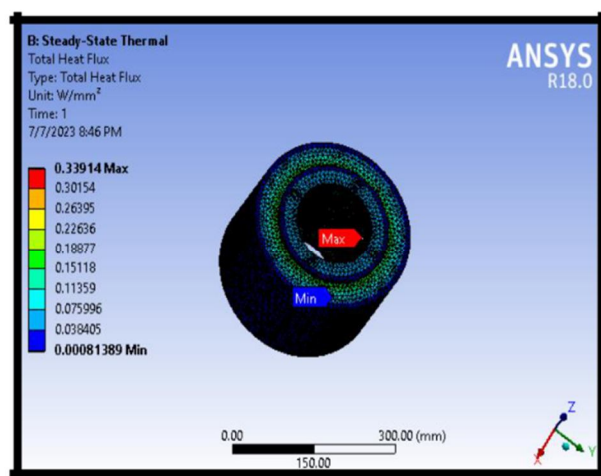 B: Steady-State Thermal
Total Heat Flux
Type: Total Heat Flux
Unit: W/mm²
Time: 1
7/7/2023 8:46 PM
ANSYS
R18.0
0.33914 Max
0.30154
0.26395
0.22636
0.18877
0.15118
0.11359
0.075996
0.038405
0.00081389 Min
Max
Min
0.00
300.00 (mm)
150.00
Z
Y
X